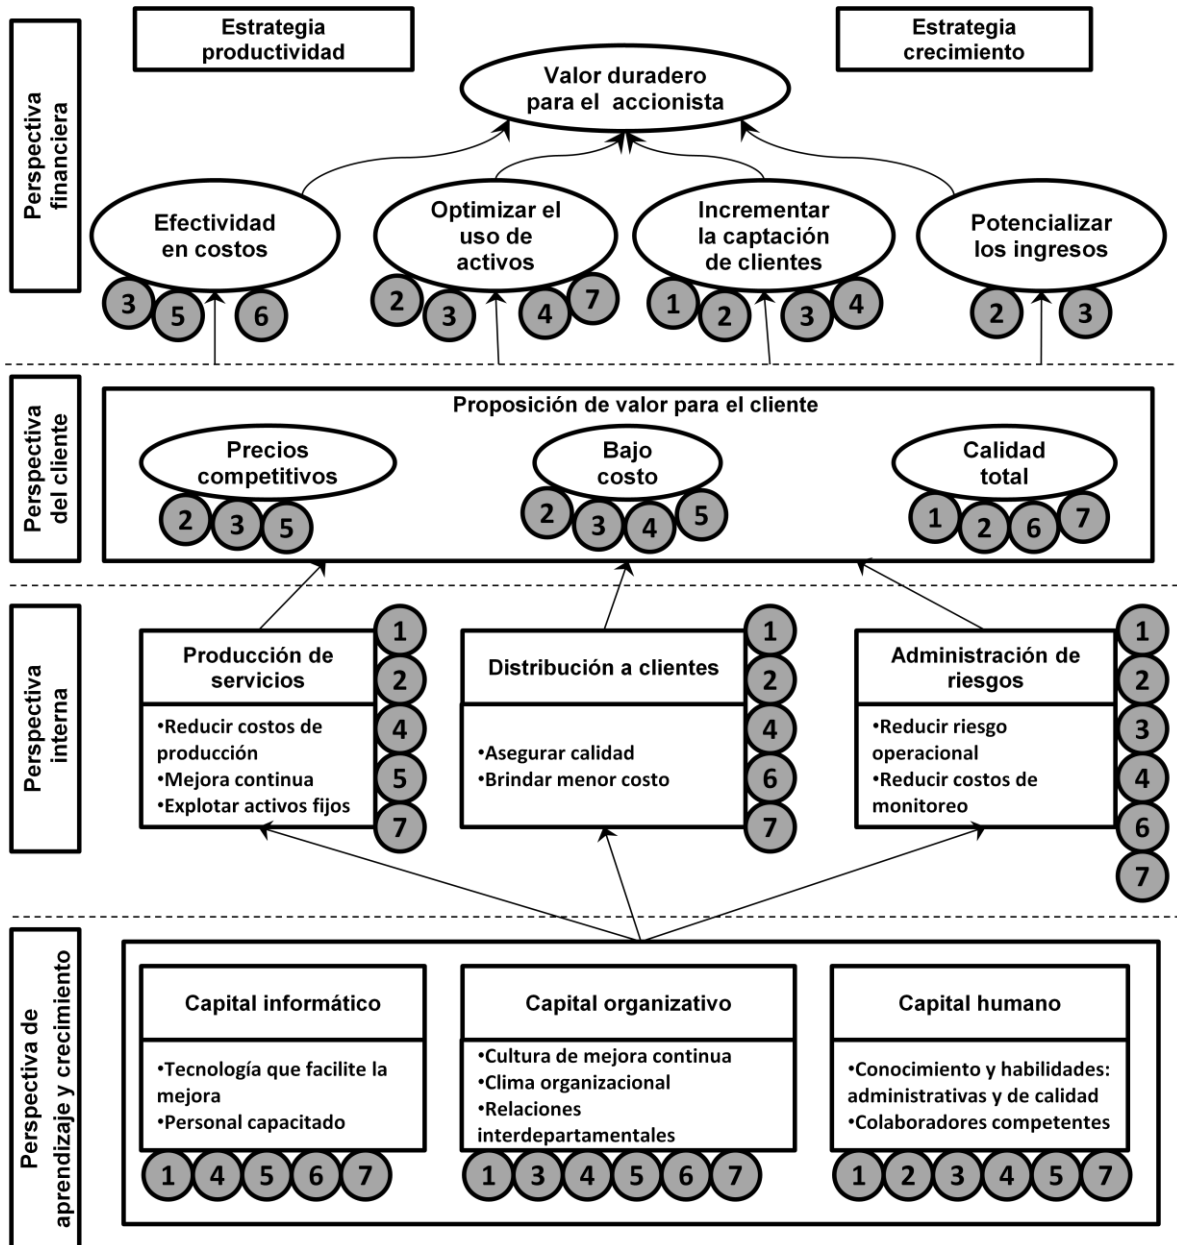 Estrategia
productividad
Estrategia
crecimiento
Perspectiva
financiera
Valor duradero
para el accionista
Efectividad
en costos
Optimizar el
uso de
activos
Incrementar
la captación
de clientes
Potencializar
los ingresos
3 5 6
2 3 4 7
1 2 3 4
2 3
Perspectiva
del cliente
Proposición de valor para el cliente
Precios
competitivos
Bajo
costo
Calidad
total
2 3 5
2 3 4 5
1 2 6 7
Perspectiva
interna
Producción de
servicios
•Reducir costos de
producción
•Mejora continua
•Explotar activos fijos
1
2
4
5
7
Distribución a clientes
•Asegurar calidad
•Brindar menor costo
1
2
4
6
7
Administración de
riesgos
•Reducir riesgo
operacional
•Reducir costos de
monitoreo
1
2
3
4
6
7
Perspectiva de
aprendizaje y crecimiento
Capital informático
•Tecnología que facilite la
mejora
•Personal capacitado
1 4 5 6 7
Capital organizativo
•Cultura de mejora continua
•Clima organizacional
•Relaciones
interdepartamentales
1 3 4 5 6 7
Capital humano
•Conocimiento y habilidades:
administrativas y de calidad
•Colaboradores competentes
1 2 3 4 5 7